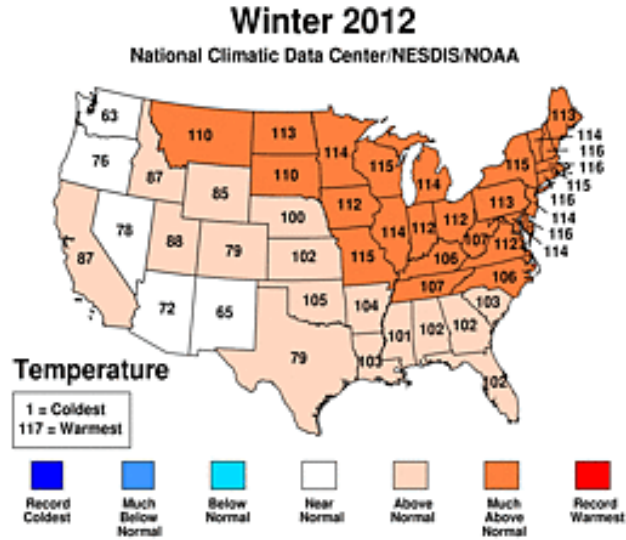 Winter 2012
National Climatic Data Center/NESDIS/NOAA
63
110
113
114
113
114
76
115
115
116
87
110
114
116
85
112
113
115
100
112
116
78
88
79
102
115
114
112
107
112
114
87
106
116
107
106
114
72
65
105
104
103
101
102
102
79
103
102
Temperature
1 = Coldest
117 = Warmest
Record
Coldest
Much
Below
Normal
Below
Normal
Near
Normal
Above
Normal
Much
Above
Normal
Record
Warmest